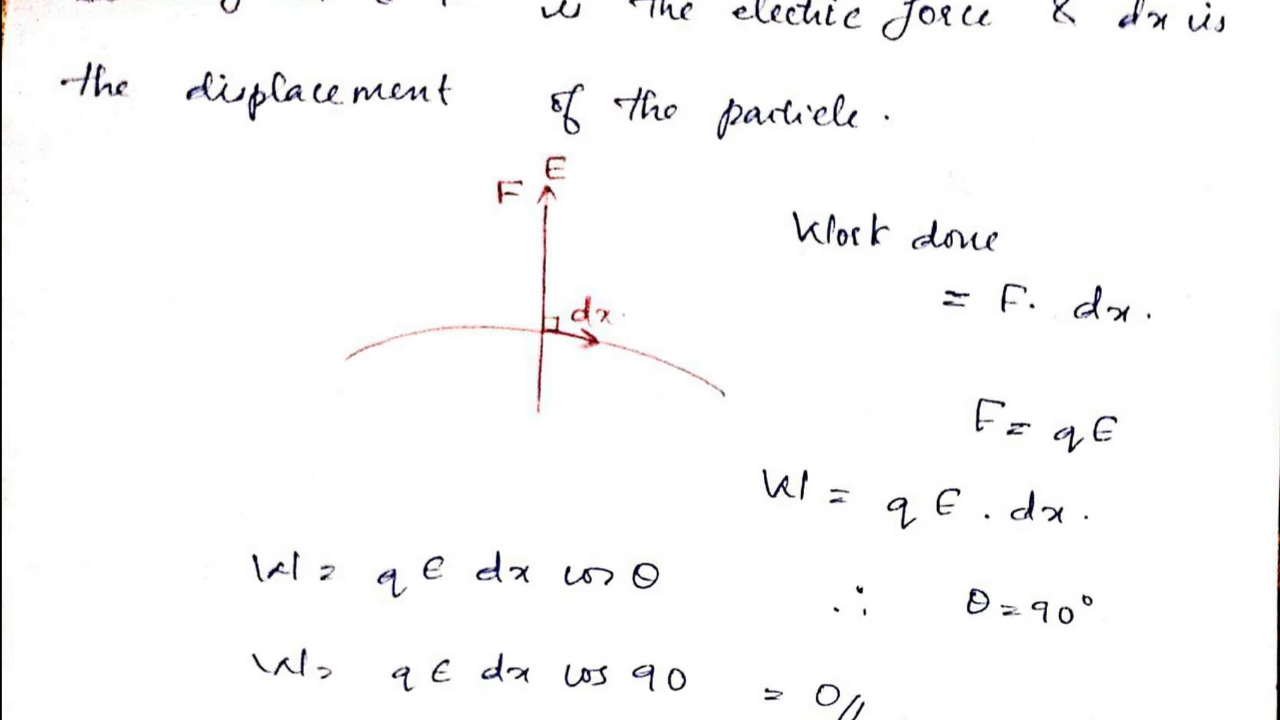 is the electric force & dx is
the displacement of the particle.
E
F
dx.
Work done
= F. dx.
F = qE
W = qE . dx.
W = qE dx cos θ ∴ θ = 90°
W = qE dx cos 90 = 0//